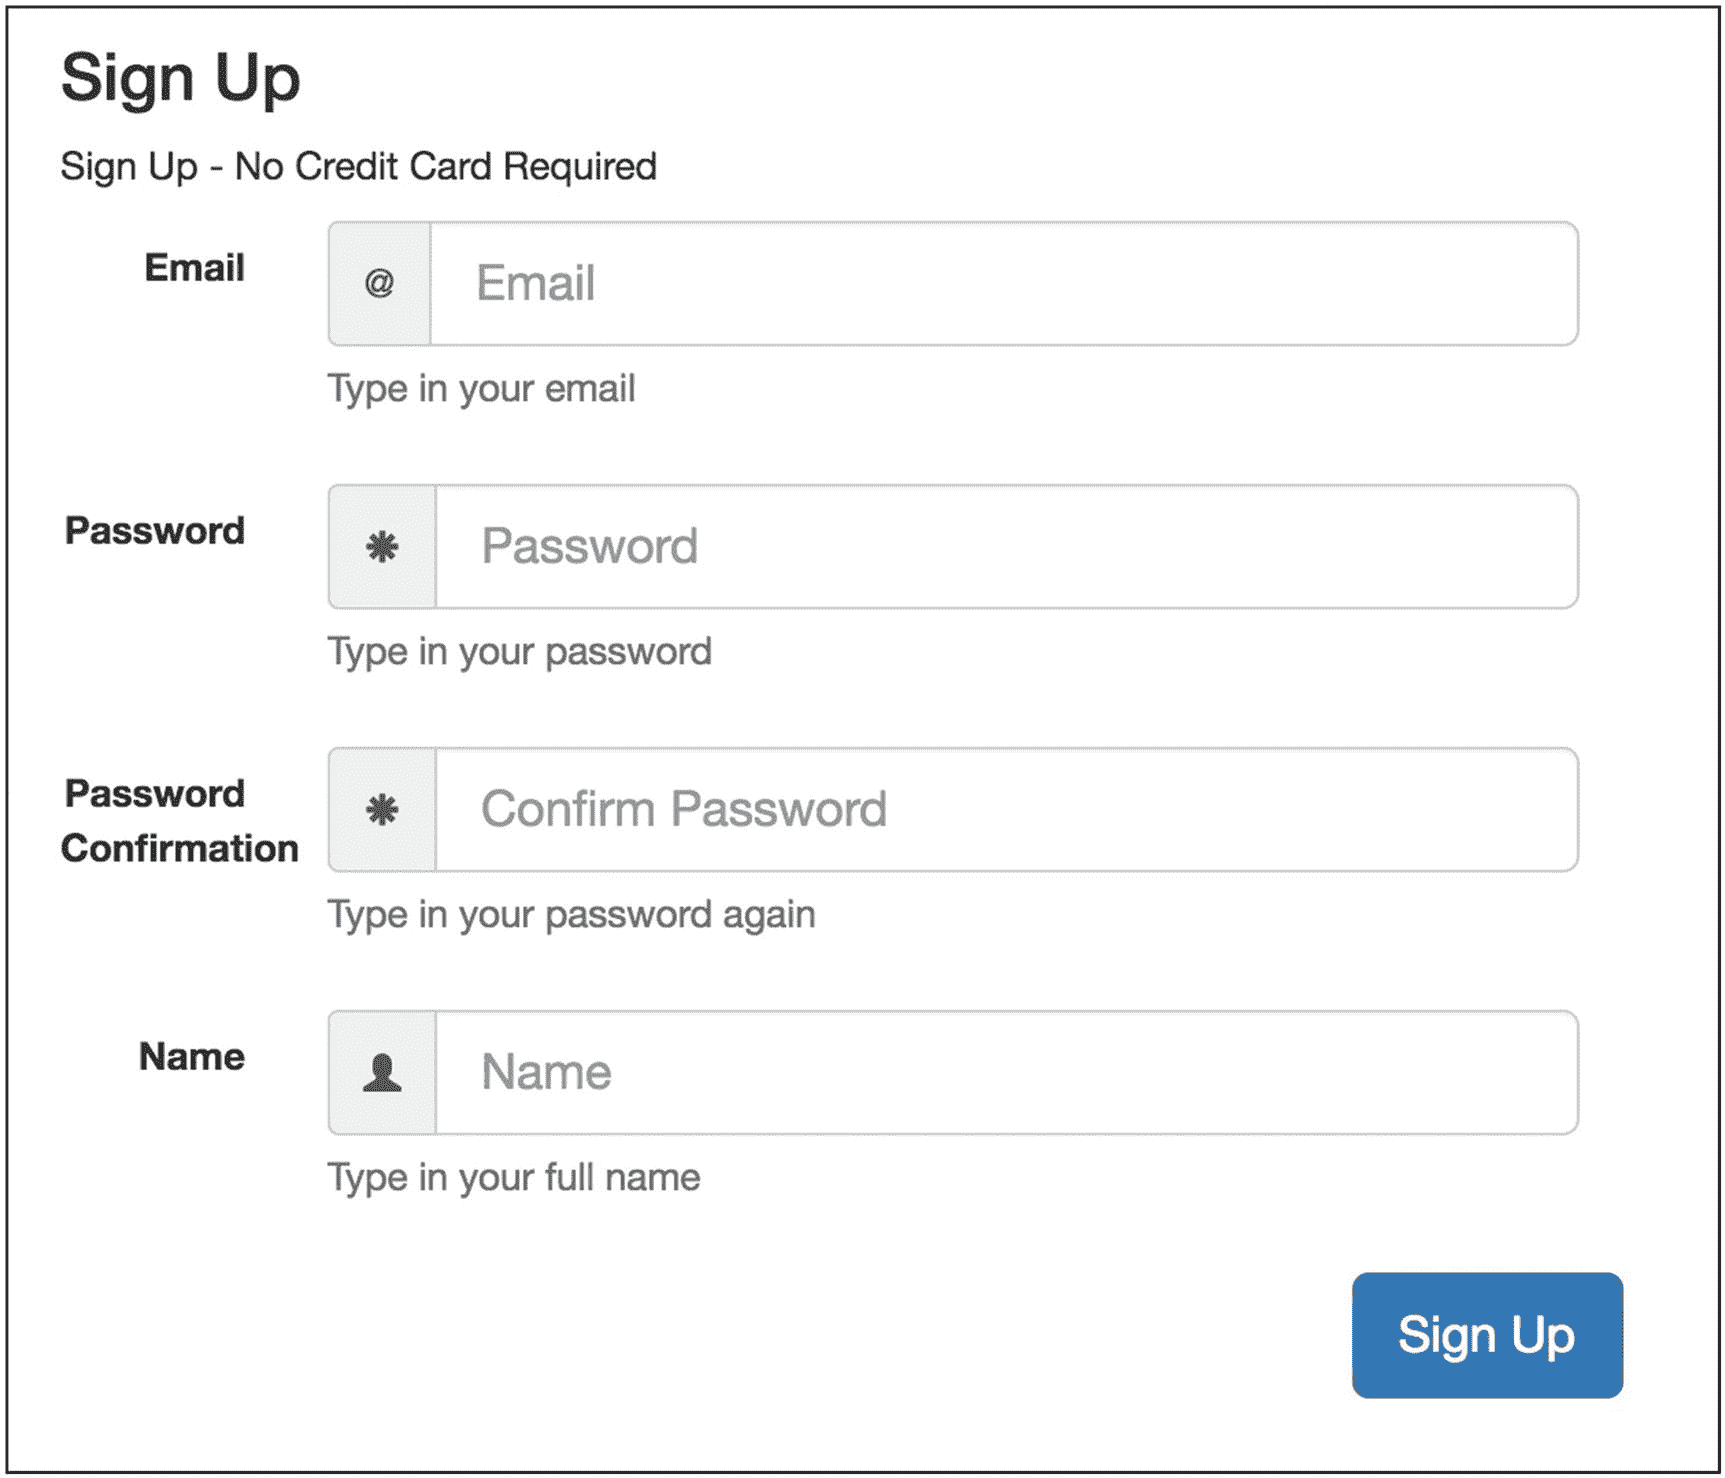 Sign Up
Sign Up - No Credit Card Required
Email
@ Email
Type in your email
Password
✱ Password
Type in your password
Password
Confirmation
✱ Confirm Password
Type in your password again
Name
Name
Type in your full name
Sign Up